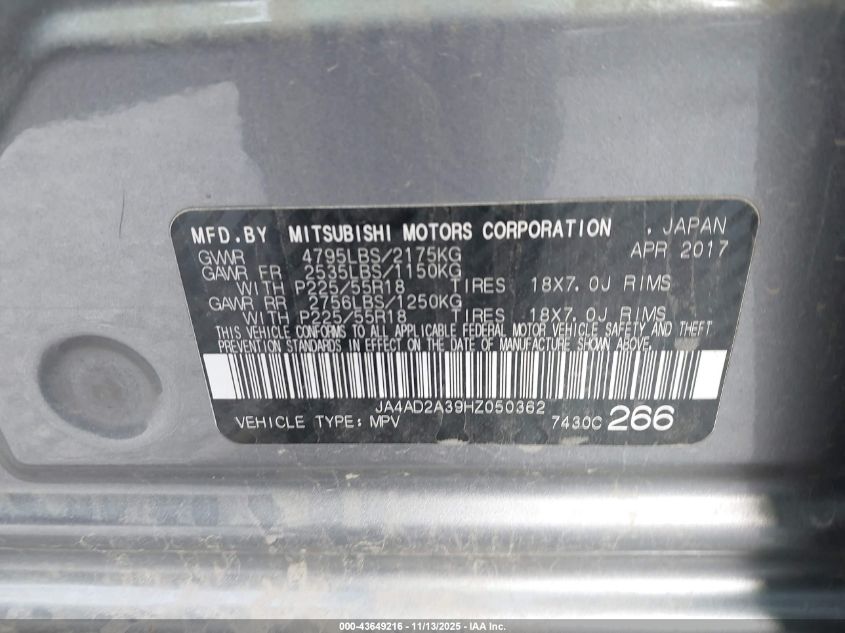 MFD.BY MITSUBISHI MOTORS CORPORATION . JAPAN
GVWR 4795LBS/2175KG APR 2017
GAWR FR 2535LBS/1150KG
WITH P225/55R18 TIRES 18X7.0J RIMS
GAWR RR 2756LBS/1250KG
WITH P225/55R18 TIRES 18X7.0J RIMS
THIS VEHICLE CONFORMS TO ALL APPLICABLE FEDERAL MOTOR VEHICLE SAFETY AND THEFT
PREVENTION STANDARDS IN EFFECT ON THE DATE OF MANUFACTURE SHOWN ABOVE.
JA4AD2A39HZ050362
VEHICLE TYPE: MPV 7430C 266
000-43649216 - 11/13/2025 - IAA Inc.